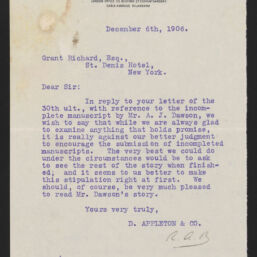 December 6th, 1906.
Grant Richard, Esq.,
St. Denis Hotel,
New York.
Dear Sir:
In reply to your letter of the
30th ult., with reference to the incom-
plete manuscript by Mr. A. J. Dawson, we
wish to say that while we are always glad
to examine anything that holds promise,
it is really against our better judgment
to encourage the submission of incompleted
manuscripts. The very best we could do
under the circumstances would be to ask
to see the rest of the story when finish-
ed, and it seems to us better to make
this stipulation right at first. We
should, of course, be very much pleased
to read Mr. Dawson's story.
Yours very truly,
D. APPLETON & CO.